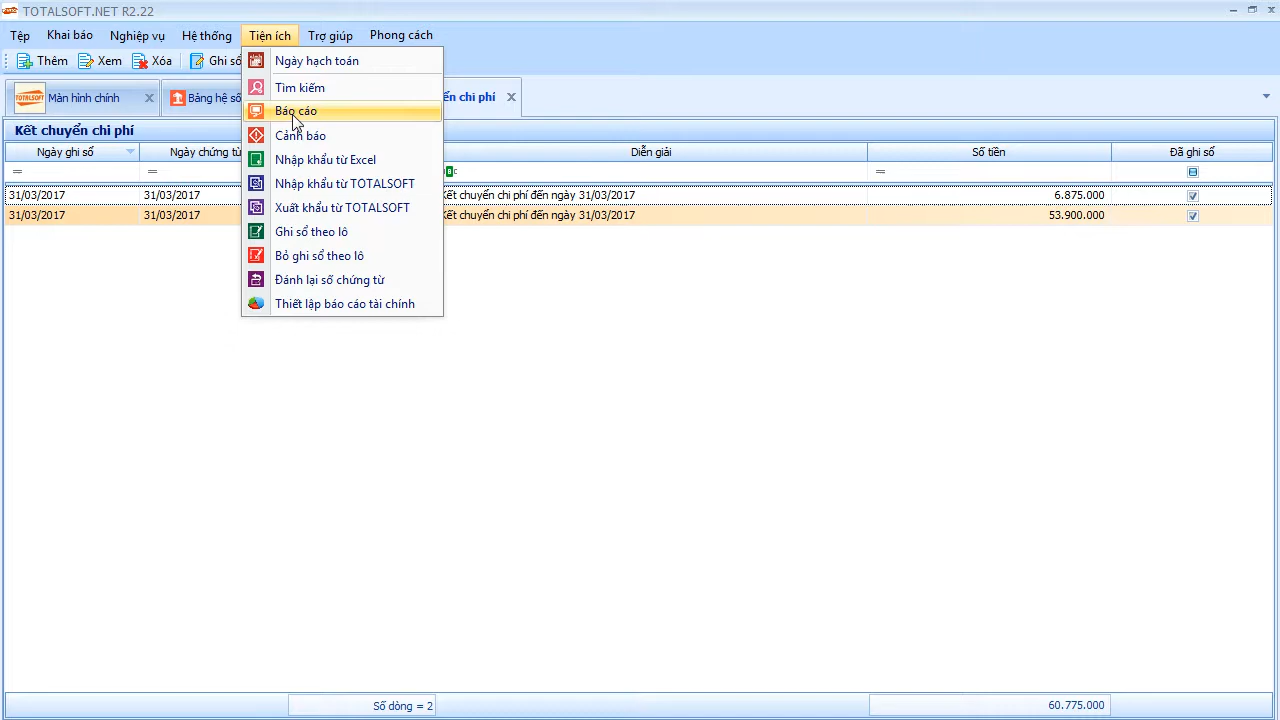 TOTALSOFT.NET R2.22
Tệp Khai báo Nghiệp vụ Hệ thống Tiện ích Trợ giúp Phong cách
Thêm Xem Xóa Ghi sổ
Màn hình chính Bảng hệ số ển chi phí
Ngày hạch toán
Tìm kiếm
Báo cáo
Cảnh báo
Nhập khẩu từ Excel
Nhập khẩu từ TOTALSOFT
Xuất khẩu từ TOTALSOFT
Ghi sổ theo lô
Bỏ ghi sổ theo lô
Đánh lại số chứng từ
Thiết lập báo cáo tài chính
Kết chuyển chi phí
Ngày ghi sổ Ngày chứng từ Diễn giải Số tiền Đã ghi sổ
= = =
31/03/2017 31/03/2017 Kết chuyển chi phí đến ngày 31/03/2017 6.875.000
31/03/2017 31/03/2017 Kết chuyển chi phí đến ngày 31/03/2017 53.900.000
Số dòng = 2 60.775.000